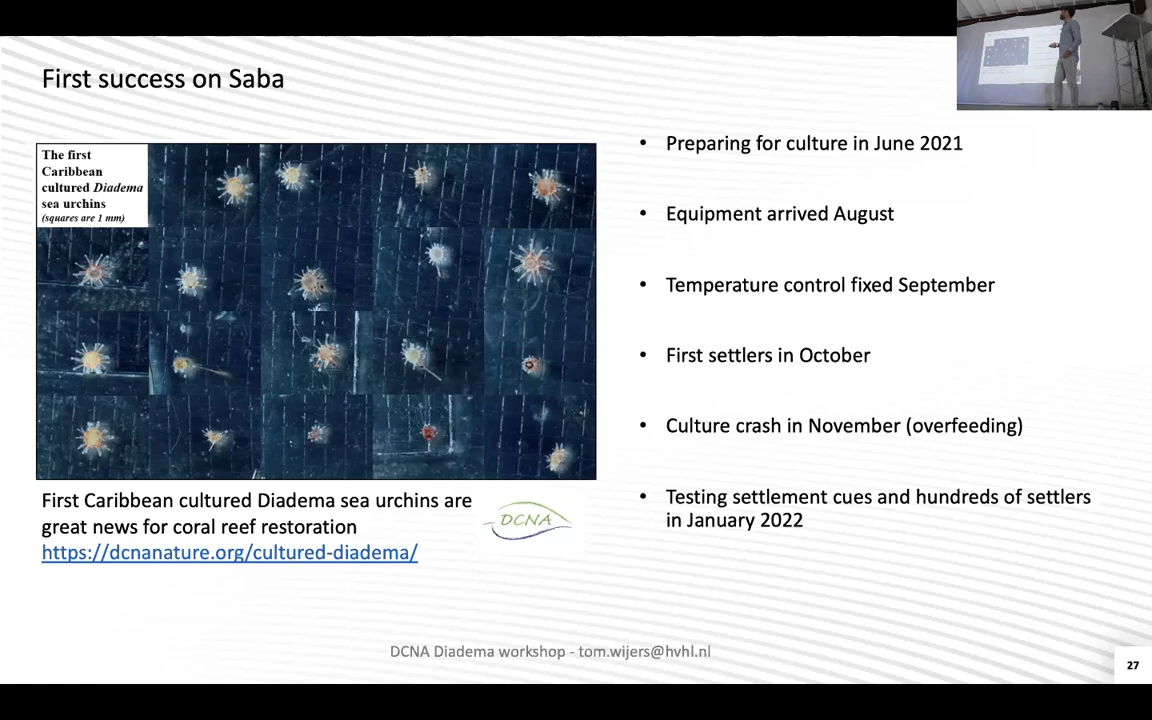 First success on Saba
The first
Caribbean
cultured Diadema
sea urchins
(squares are 1 mm)
First Caribbean cultured Diadema sea urchins are
great news for coral reef restoration
https://dcnanature.org/cultured-diadema/
DCNA
• Preparing for culture in June 2021
• Equipment arrived August
• Temperature control fixed September
• First settlers in October
• Culture crash in November (overfeeding)
• Testing settlement cues and hundreds of settlers
in January 2022
DCNA Diadema workshop - tom.wijers@hvhl.nl
27